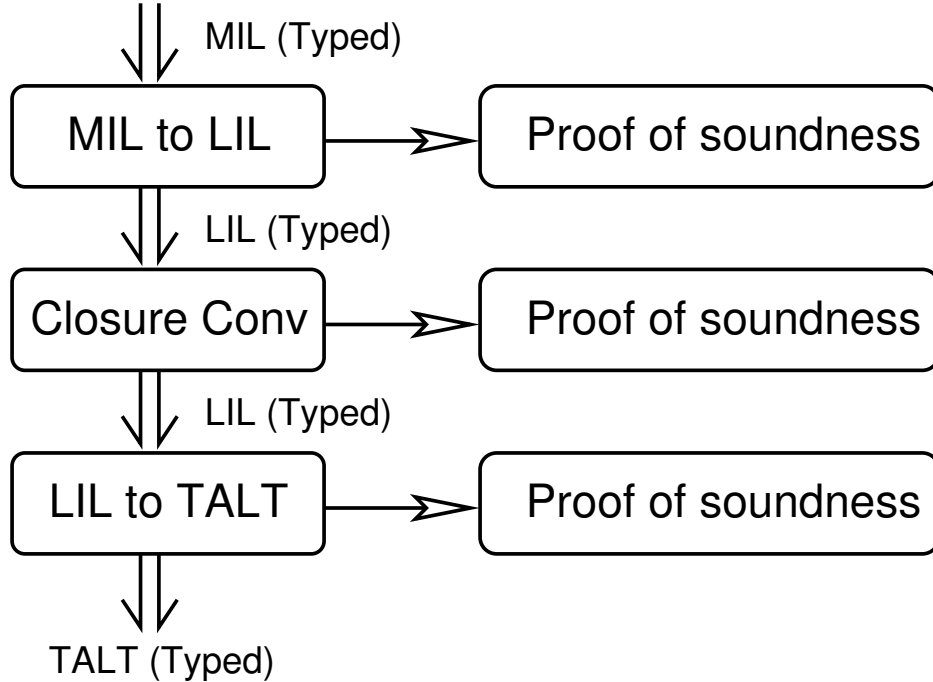 MIL (Typed)
MIL to LIL
Proof of soundness
LIL (Typed)
Closure Conv
Proof of soundness
LIL (Typed)
LIL to TALT
Proof of soundness
TALT (Typed)